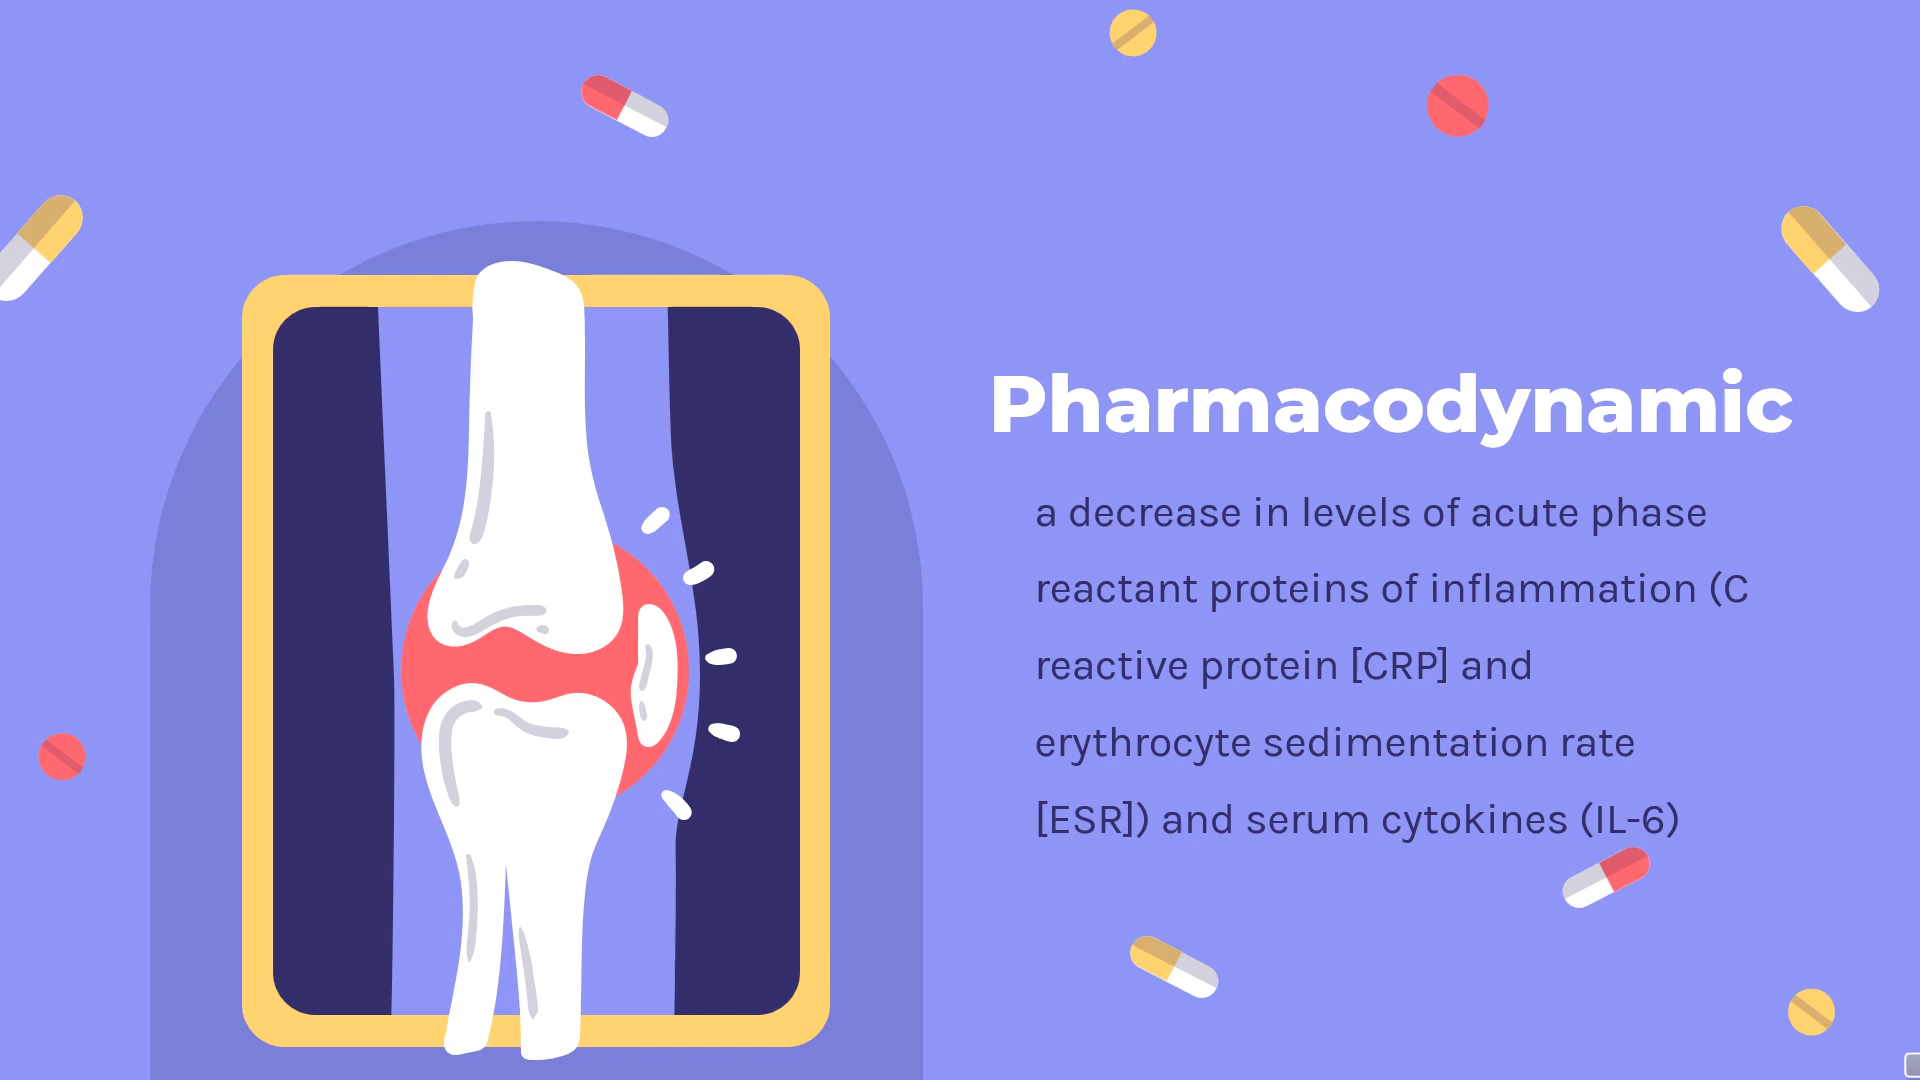 Pharmacodynamic
a decrease in levels of acute phase
reactant proteins of inflammation (C
reactive protein [CRP] and
erythrocyte sedimentation rate
[ESR]) and serum cytokines (IL-6)